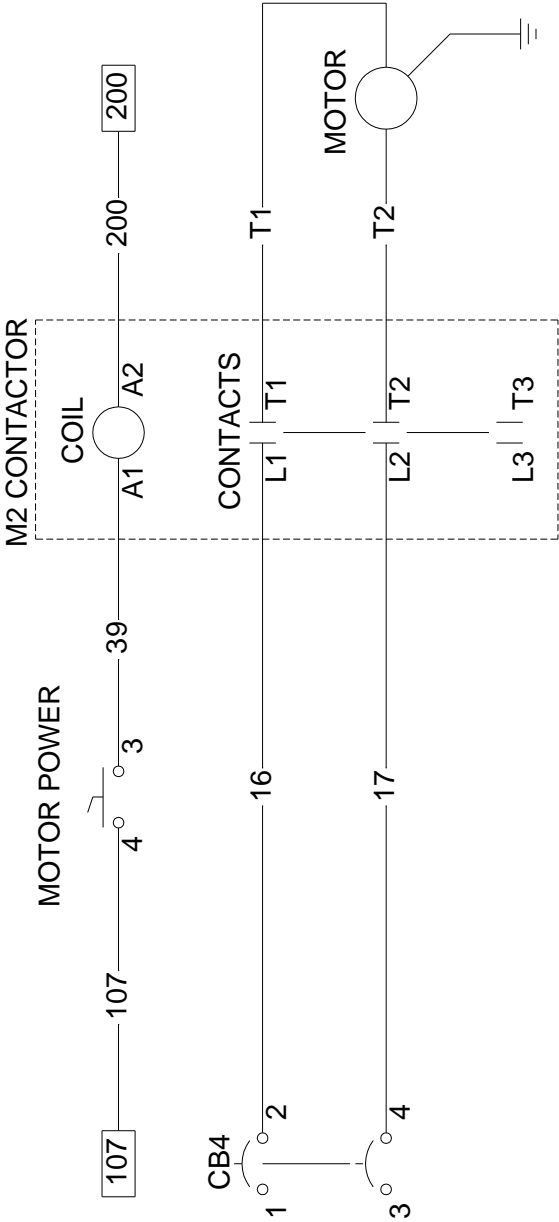 107
107
4
MOTOR POWER
3
39
M2 CONTACTOR
A1
COIL
A2
200
200
CB4
1
2
16
L1
CONTACTS
T1
T1
3
4
17
L2
T2
T2
MOTOR
L3
T3